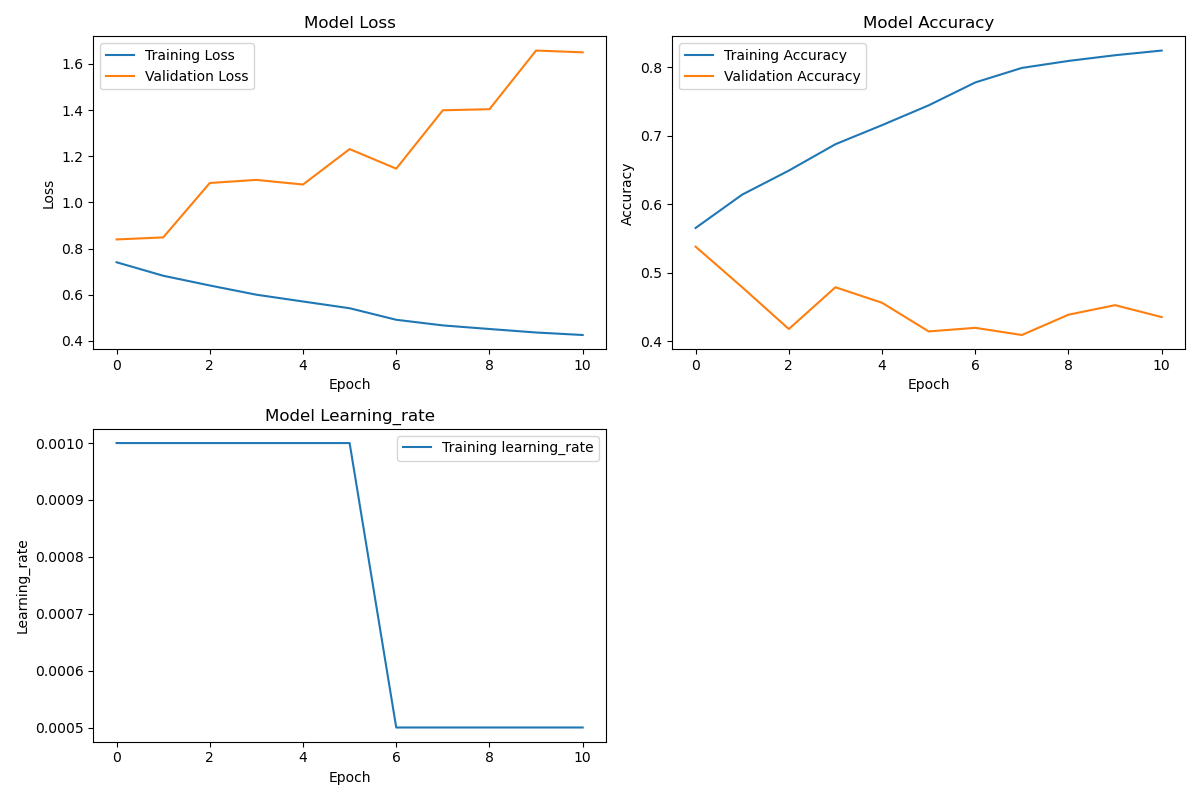 Model Loss
Training Loss
Validation Loss
Loss
1.6
1.4
1.2
1.0
0.8
0.6
0.4
0 2 4 6 8 10
Epoch
Model Accuracy
Training Accuracy
Validation Accuracy
Accuracy
0.8
0.7
0.6
0.5
0.4
0 2 4 6 8 10
Epoch
Model Learning_rate
Training learning_rate
Learning_rate
0.0010
0.0009
0.0008
0.0007
0.0006
0.0005
0 2 4 6 8 10
Epoch